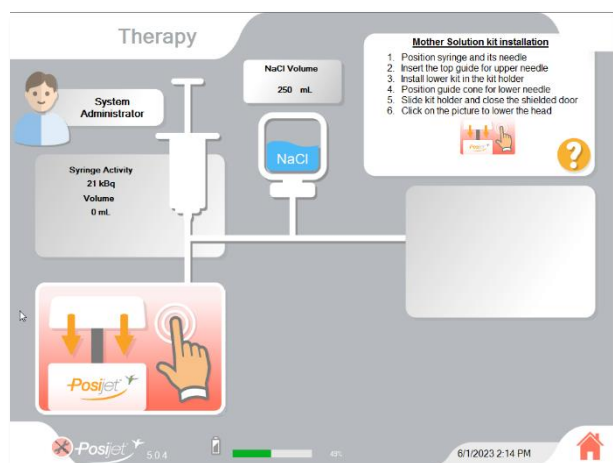 Therapy
System
Administrator
NaCl Volume
250 mL
Mother Solution kit installation
1. Position syringe and its needle
2. Insert the top guide for upper needle
3. Install lower kit in the kit holder
4. Position guide cone for lower needle
5. Slide kit holder and close the shielded door
6. Click on the picture to lower the head
Posijet
?
NaCl
Syringe Activity
21 kBq
Volume
0 mL
Posijet
Posijet 5.0.4
6/1/2023 2:14 PM